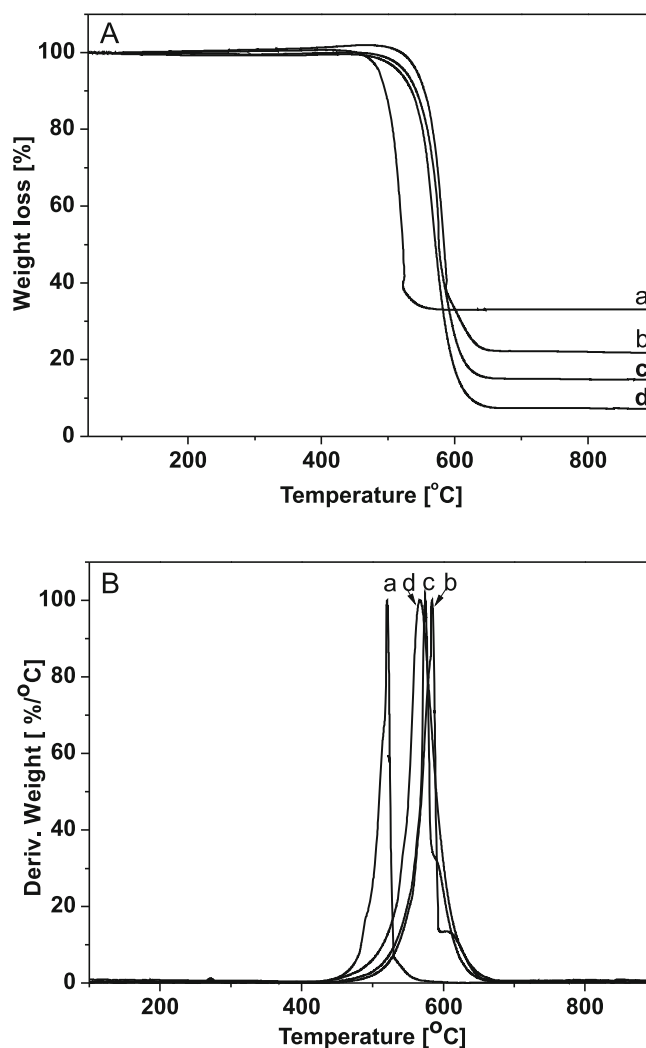 A
100
80
60
40
20
0
Weight loss [%]
a
b
c
d
200 400 600 800
Temperature [°C]
B
a d c b
100
80
60
40
20
0
Deriv. Weight [ %/°C]
200 400 600 800
Temperature [°C]